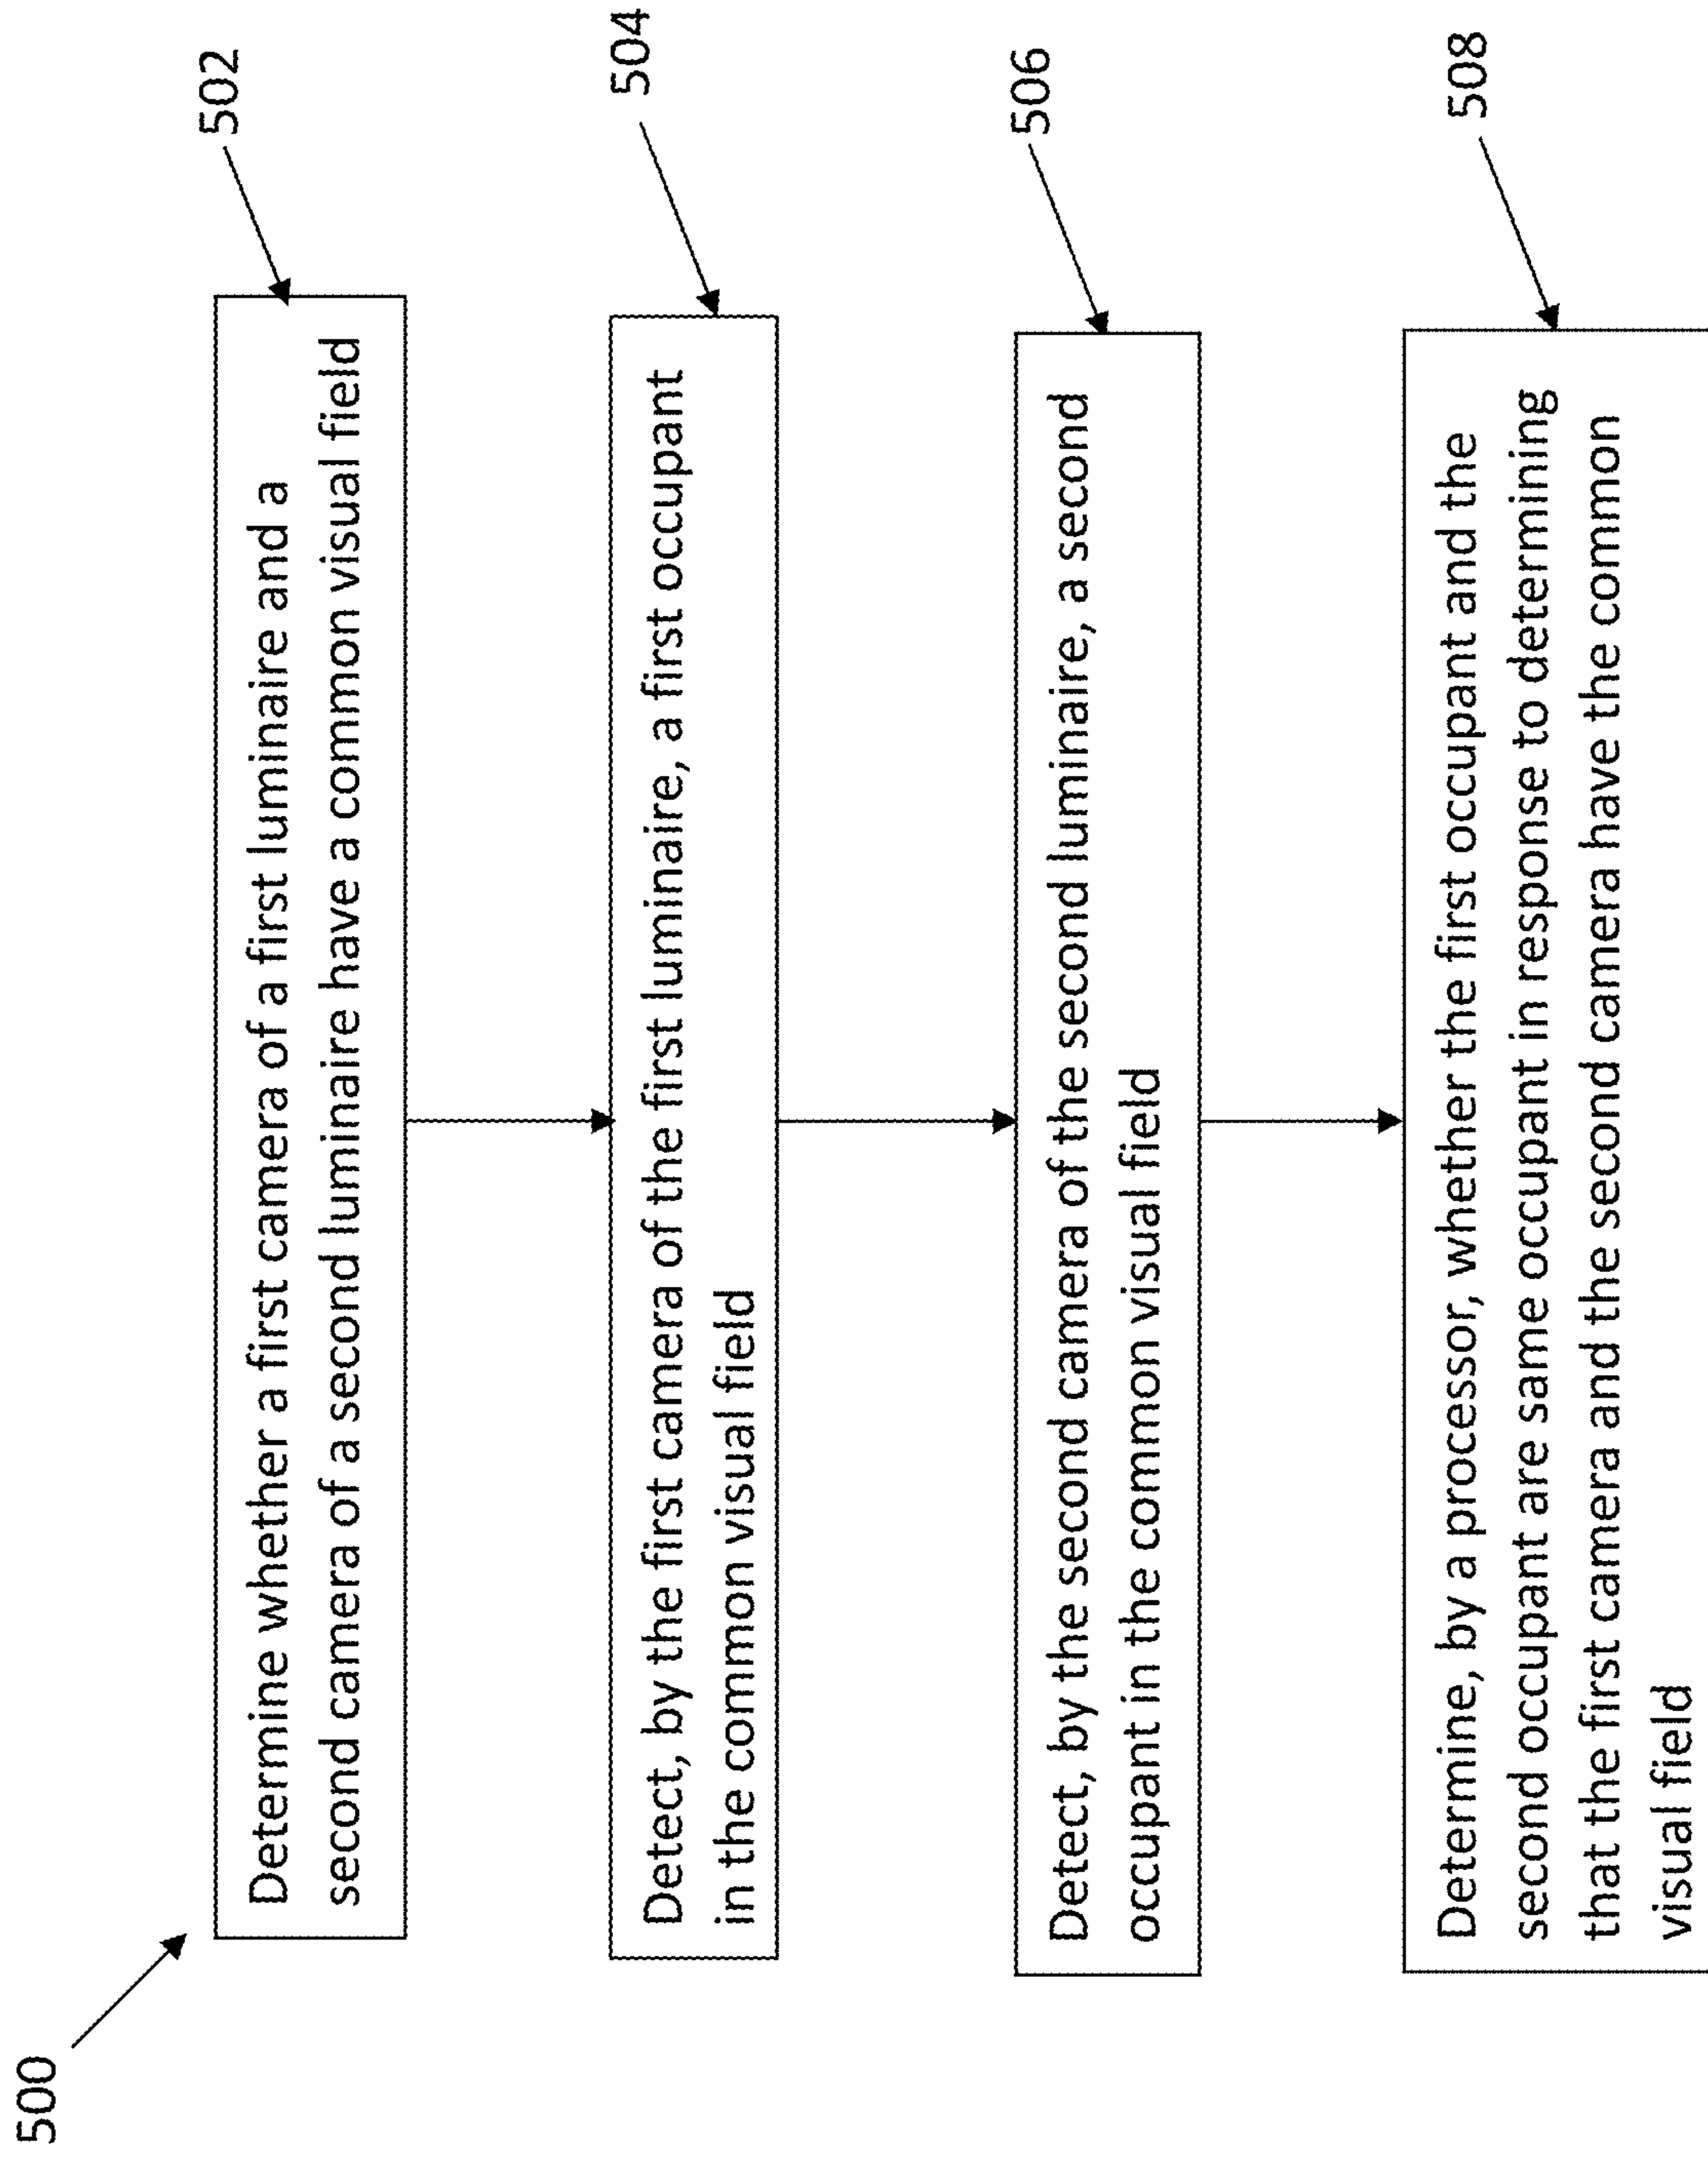 500
502
Determine whether a first camera of a first luminaire and a
second camera of a second luminaire have a common visual field
504
Detect, by the first camera of the first luminaire, a first occupant
in the common visual field
506
Detect, by the second camera of the second luminaire, a second
occupant in the common visual field
508
Determine, by a processor, whether the first occupant and the
second occupant are same occupant in response to determining
that the first camera and the second camera have the common
visual field